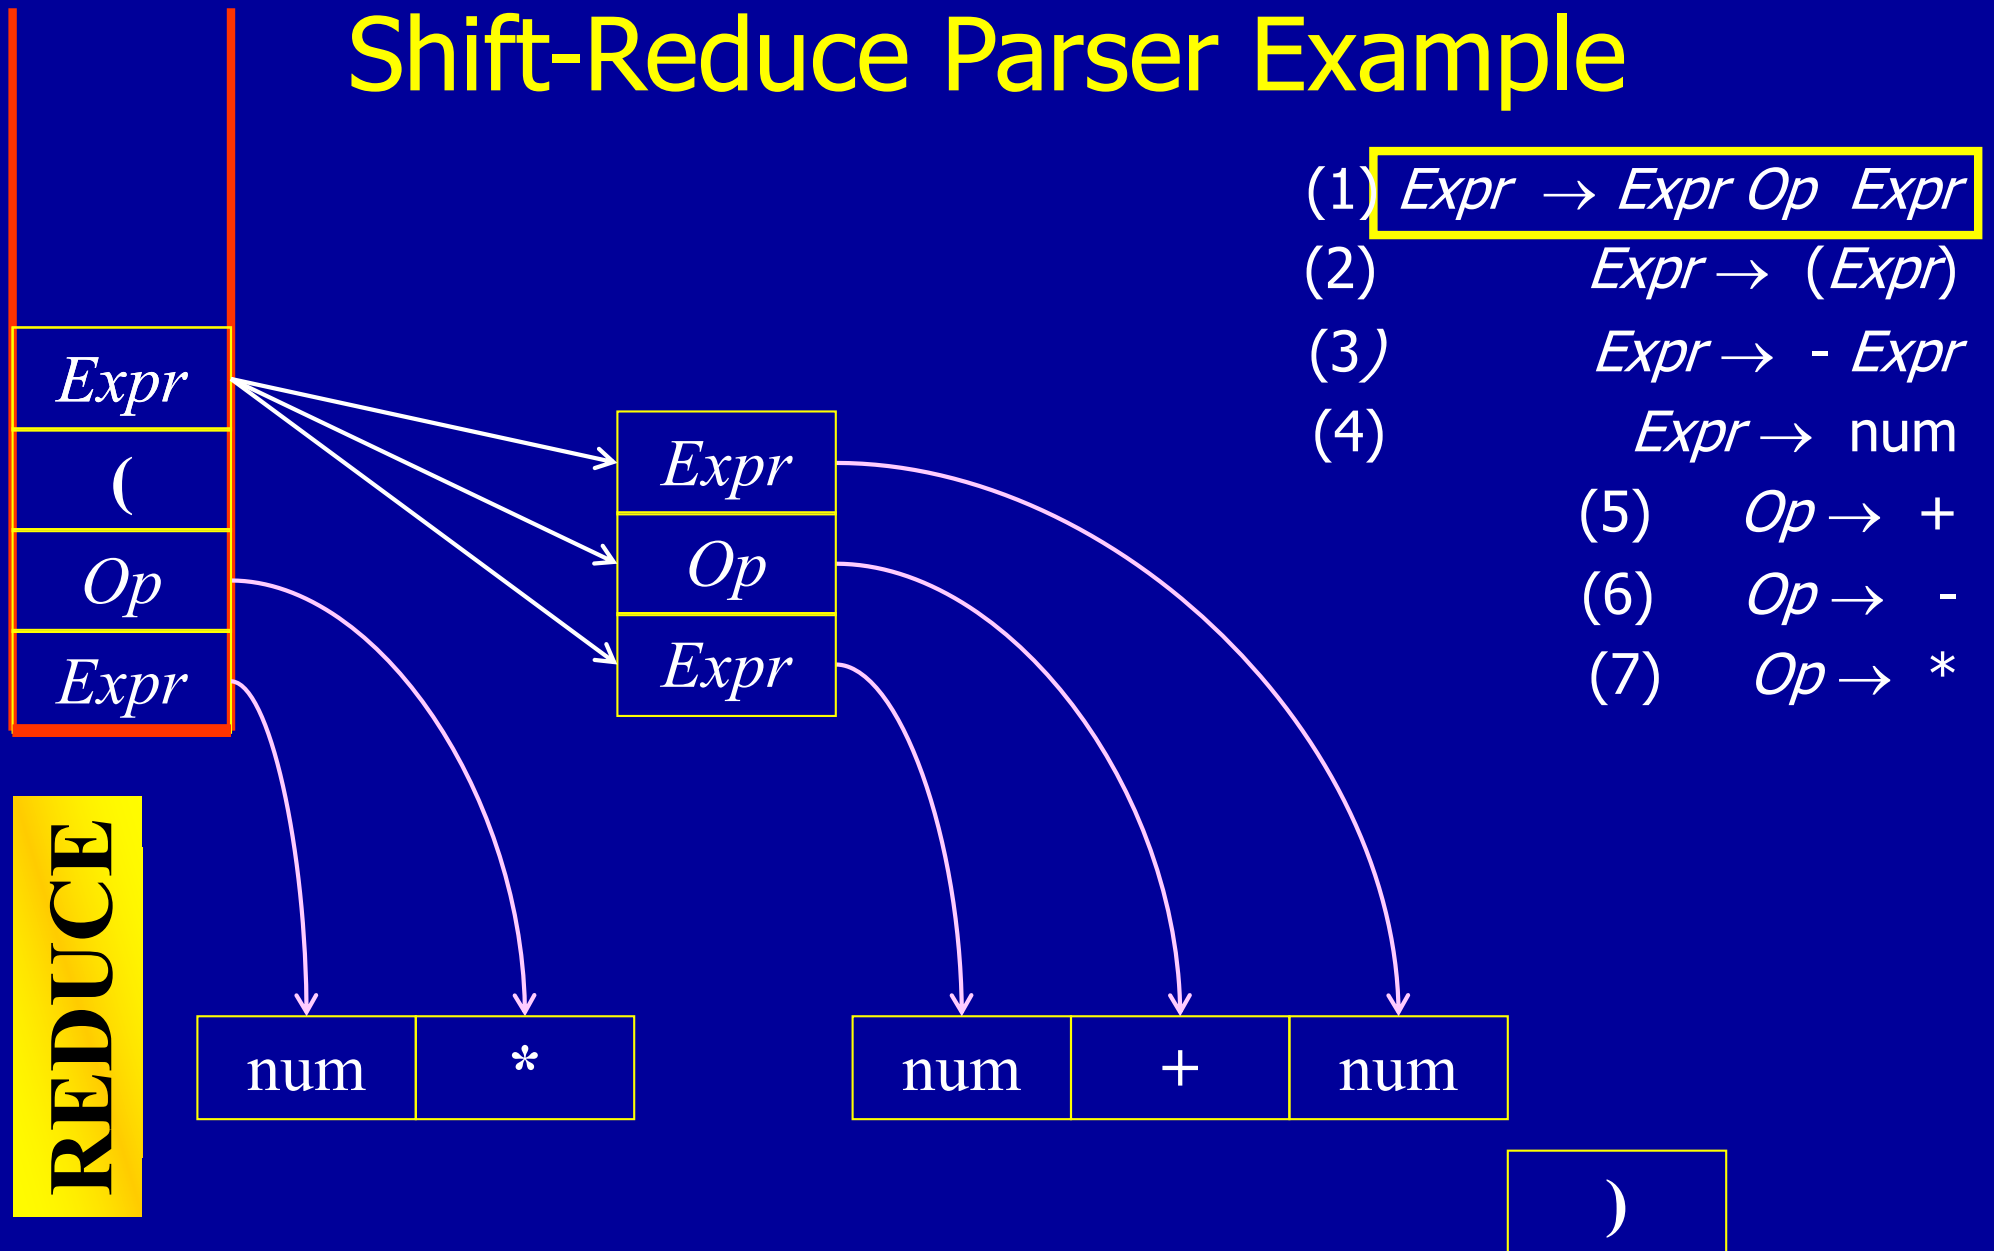 Shift-Reduce Parser Example
(1) Expr → Expr Op Expr
(2) Expr → (Expr)
(3) Expr → - Expr
(4) Expr → num
(5) Op → +
(6) Op → -
(7) Op → *
Expr
(
Op
Expr
Expr
Op
Expr
REDUCE
num * num + num
)